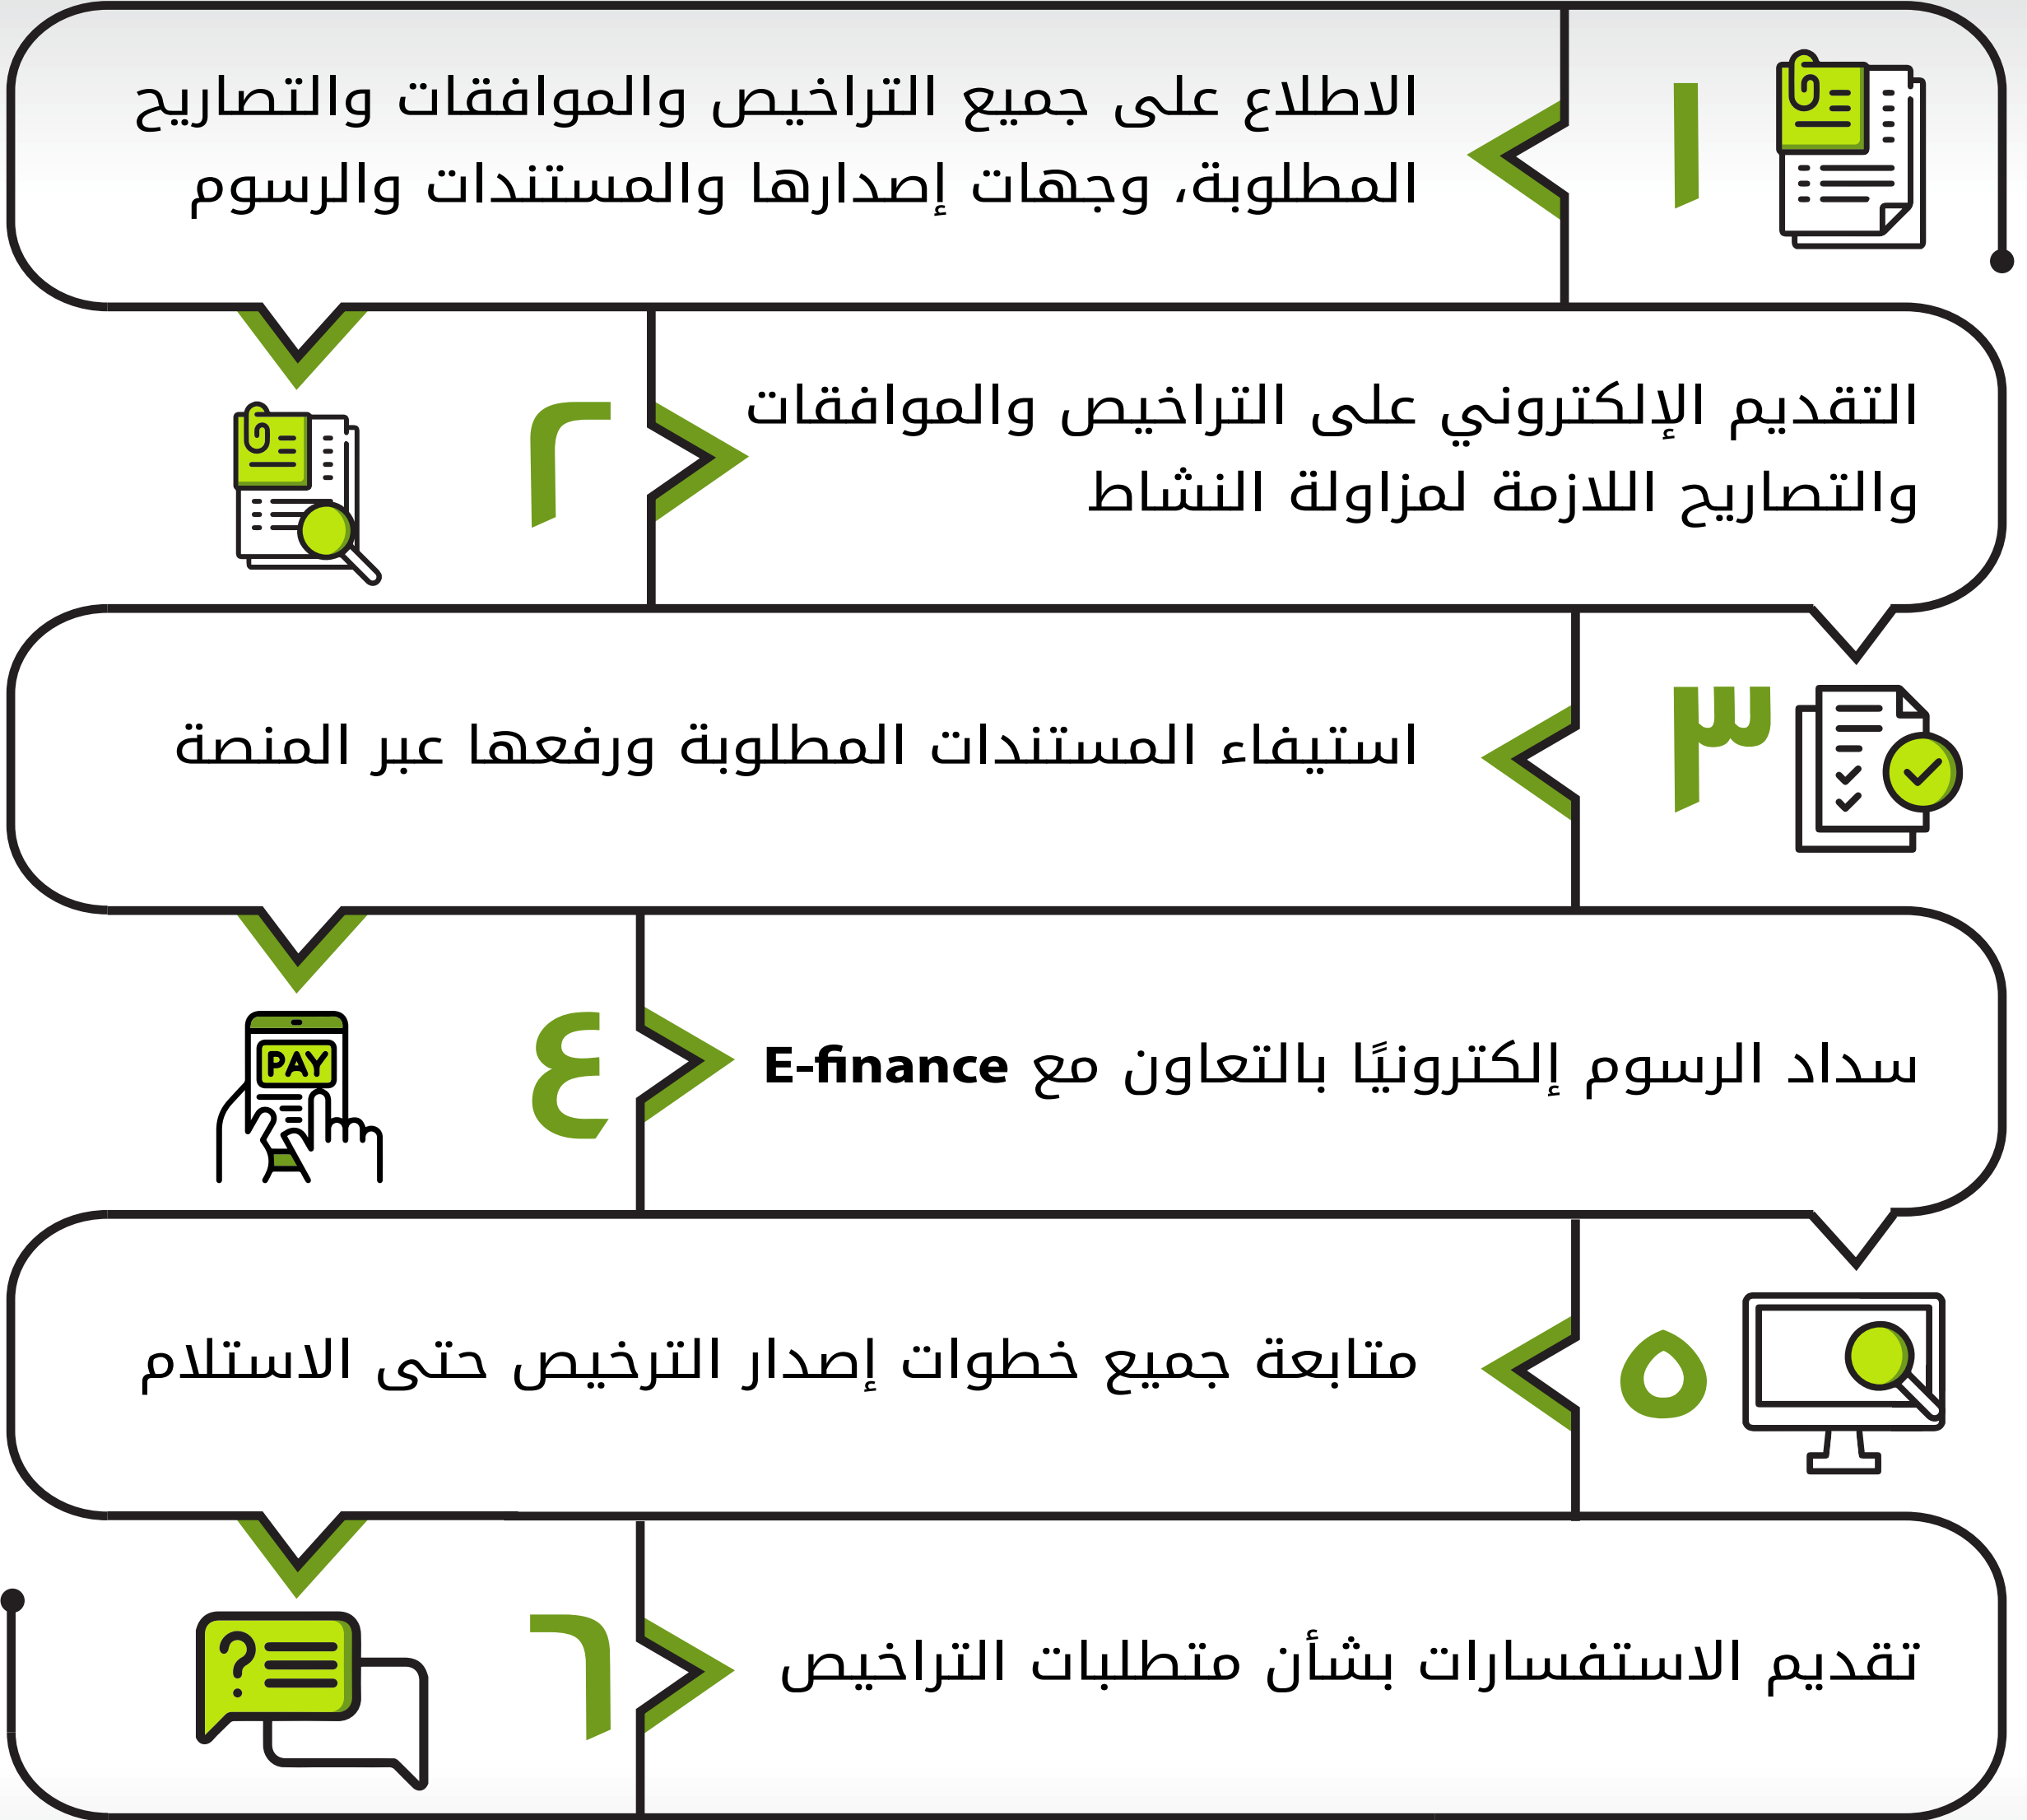 ١
الاطلاع على جميع التراخيص والموافقات والتصاريح
المطلوبة، وجهات إصدارها والمستندات والرسوم
٢
التقديم الإلكتروني على التراخيص والموافقات
والتصاريح اللازمة لمزاولة النشاط
٣
استيفاء المستندات المطلوبة ورفعها عبر المنصة
٤
PAY
سداد الرسوم إلكترونيًا بالتعاون مع E-finance
٥
متابعة جميع خطوات إصدار الترخيص حتى الاستلام
٦
?
تقديم الاستفسارات بشأن متطلبات التراخيص